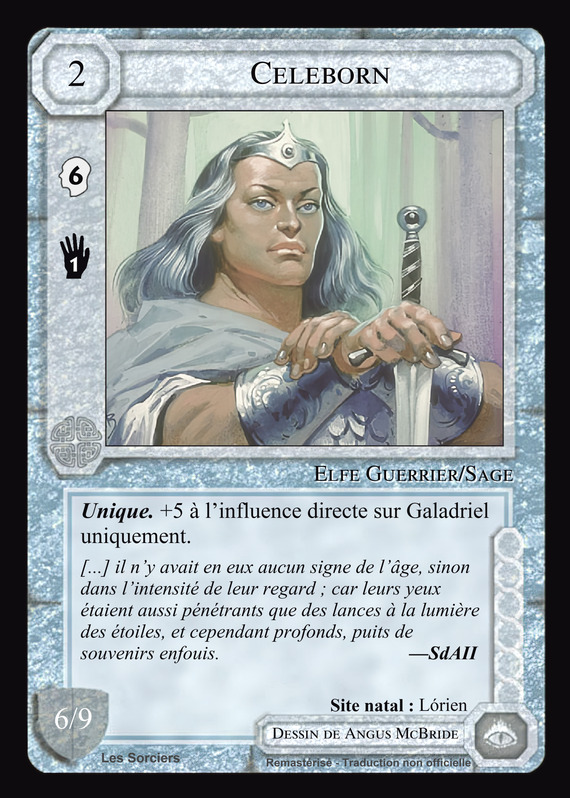 2
CELEBORN
6
1
ELFE GUERRIER/SAGE
Unique. +5 à l'influence directe sur Galadriel
uniquement.
[...] il n'y avait en eux aucun signe de l'âge, sinon
dans l'intensité de leur regard ; car leurs yeux
étaient aussi pénétrants que des lances à la lumière
des étoiles, et cependant profonds, puits de
souvenirs enfouis. —SdAII
Site natal : Lórien
6/9
DESSIN DE ANGUS MCBRIDE
Les Sorciers
Remastérisé - Traduction non officielle